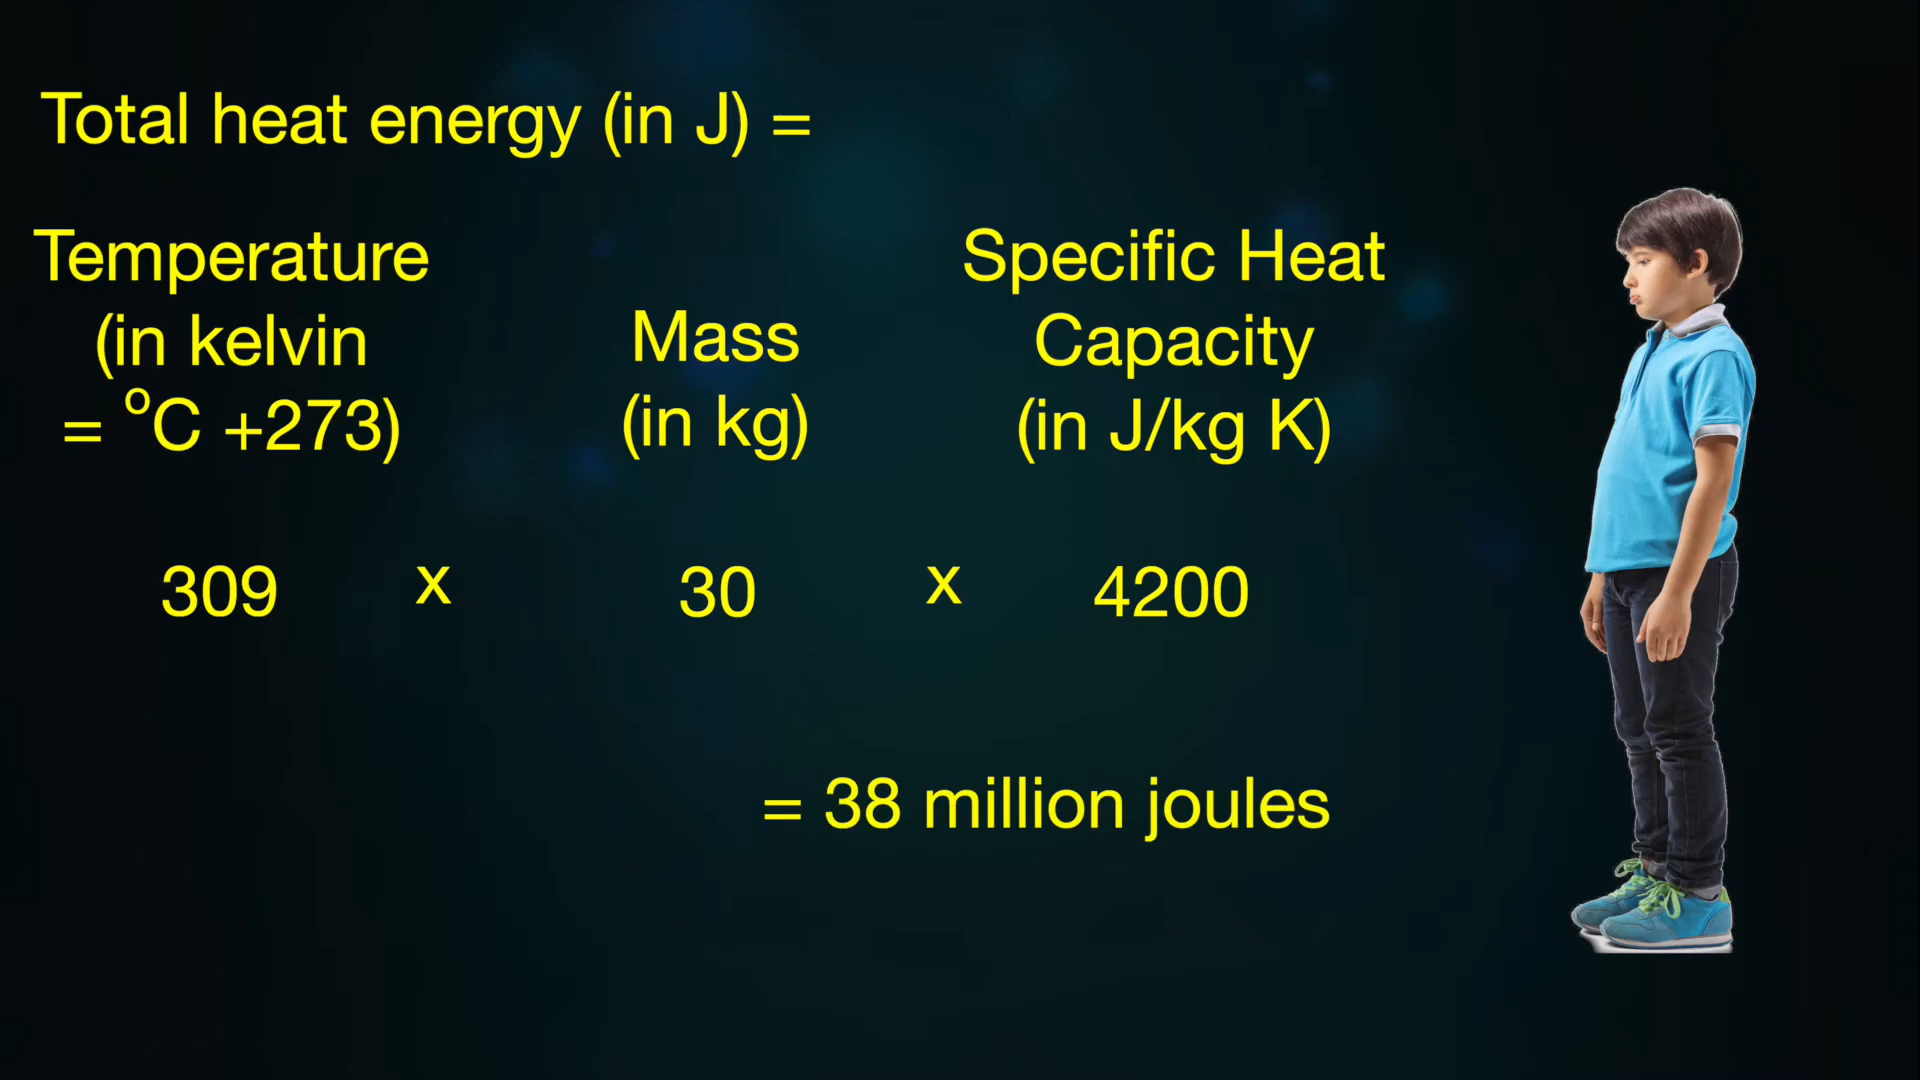 Total heat energy (in J) =
Temperature
(in kelvin
= ºC +273)
Mass
(in kg)
Specific Heat
Capacity
(in J/kg K)
309 x 30 x 4200
= 38 million joules